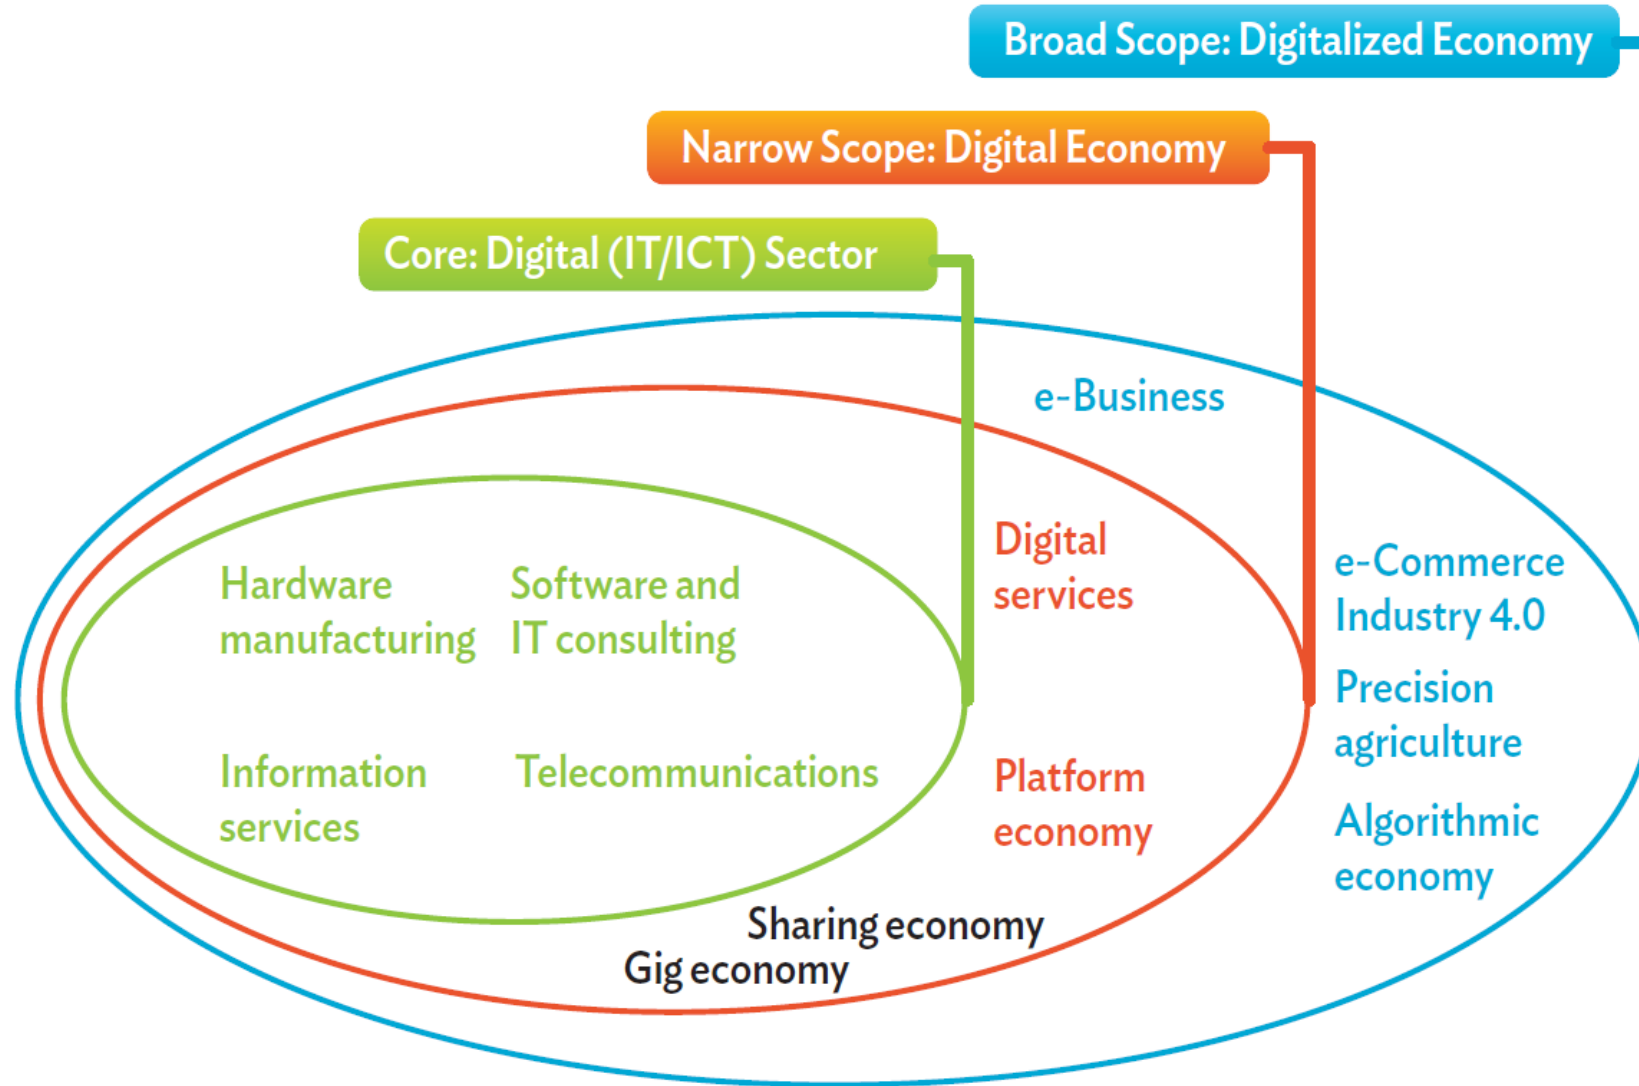 Broad Scope: Digitalized Economy
Narrow Scope: Digital Economy
Core: Digital (IT/ICT) Sector
e-Business
Digital
services
e-Commerce
Industry 4.0
Hardware
manufacturing
Software and
IT consulting
Precision
agriculture
Information
services
Telecommunications
Platform
economy
Algorithmic
economy
Sharing economy
Gig economy